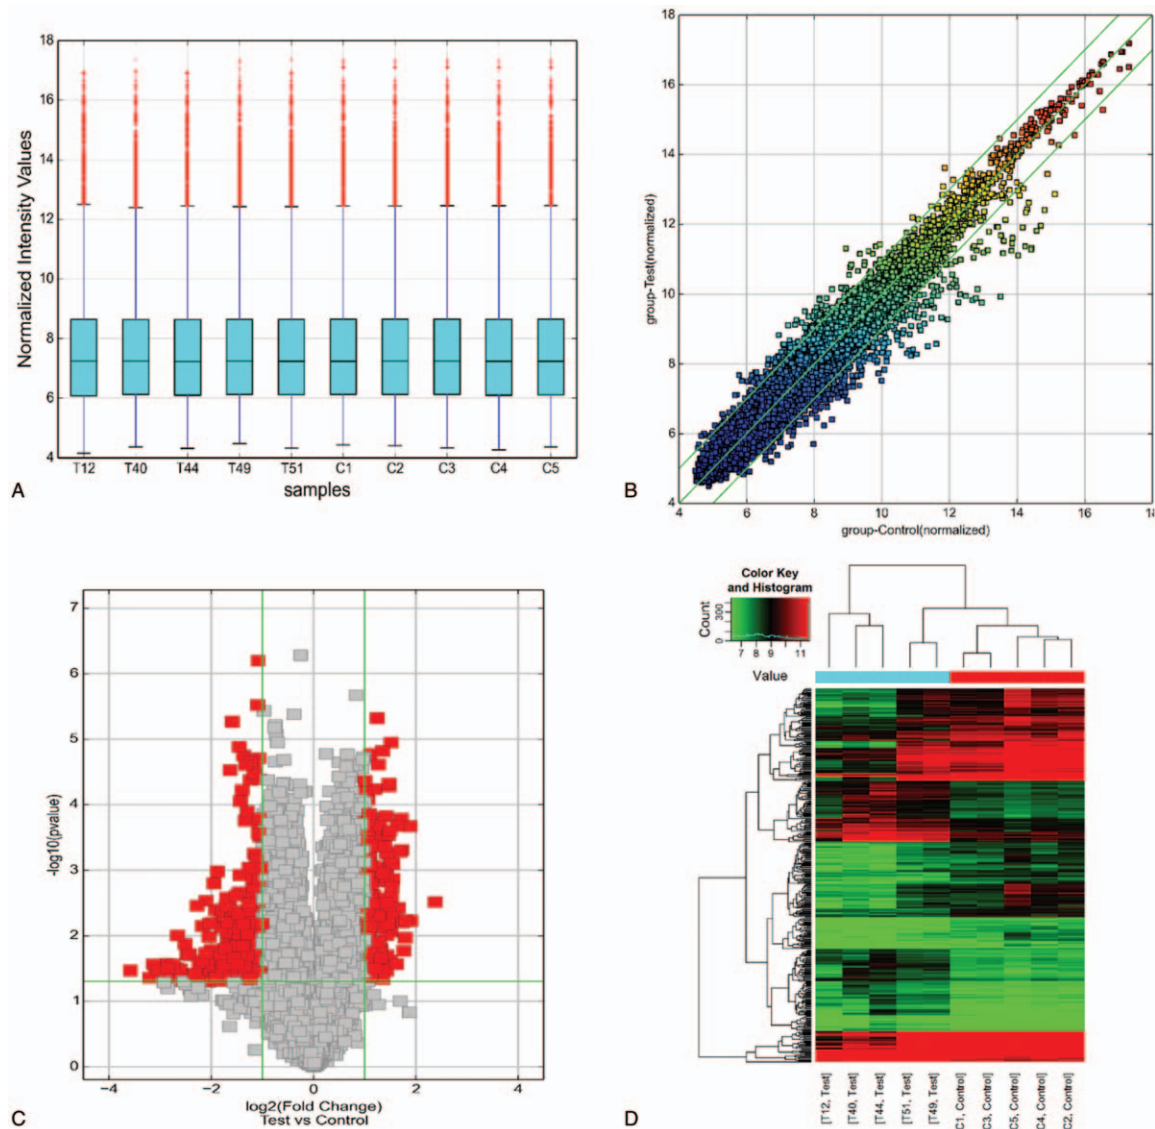 18
16
14
12
10
8
6
4
Normalized Intensity Values
T12 T40 T44 T49 T51 C1 C2 C3 C4 C5
samples
A
18
16
14
12
10
8
6
4
group-Test(normalized)
4 6 8 10 12 14 16 18
group-Control(normalized)
B
7
6
5
4
3
2
1
0
-log10(pvalue)
−4 −2 0 2 4
log2(Fold Change)
Test vs Control
C
Color Key
and Histogram
Count
0 300
7 8 9 11
Value
[T12, Test]
[T40, Test]
[T44, Test]
[T51, Test]
[T49, Test]
C1, Control]
C3, Control]
C5, Control]
C4, Control]
C2, Control]
D